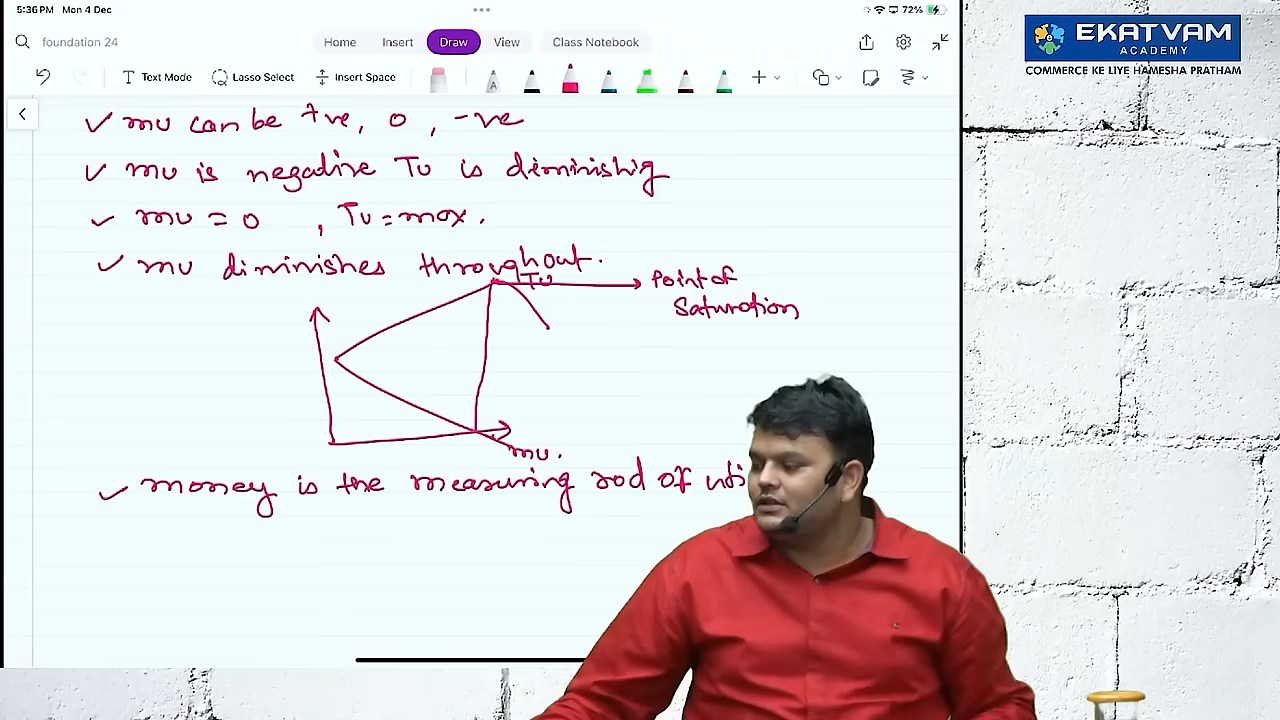 5:36 PM Mon 4 Dec
72%
foundation 24
Home Insert Draw View Class Notebook
Text Mode Lasso Select Insert Space
EKATVAM
ACADEMY
COMMERCE KE LIYE HAMESHA PRATHAM
✓ mu can be +ve, 0, -ve
✓ mu is negative Tu is diminishig
✓ mu = 0, Tu = max.
✓ mu diminishes throughout.
Tu
Point of
Saturation
mu.
✓ money is the measuring rod of